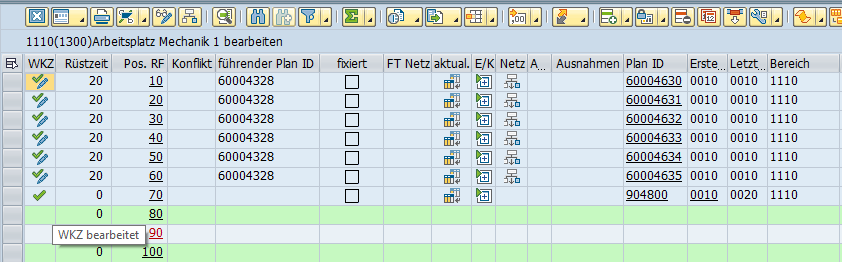 1110(1300)Arbeitsplatz Mechanik 1 bearbeiten
WKZ Rüstzeit Pos. RF Konflikt führender Plan ID fixiert FT Netz aktual. E/K Netz A... Ausnahmen Plan ID Erste... Letzt... Bereich
20 10 60004328 60004630 0010 0010 1110
20 20 60004328 60004631 0010 0010 1110
20 30 60004328 60004632 0010 0010 1110
20 40 60004328 60004633 0010 0010 1110
20 50 60004328 60004634 0010 0010 1110
20 60 60004328 60004635 0010 0010 1110
0 70 904800 0010 0020 1110
0 80
WKZ bearbeitet 90
0 100